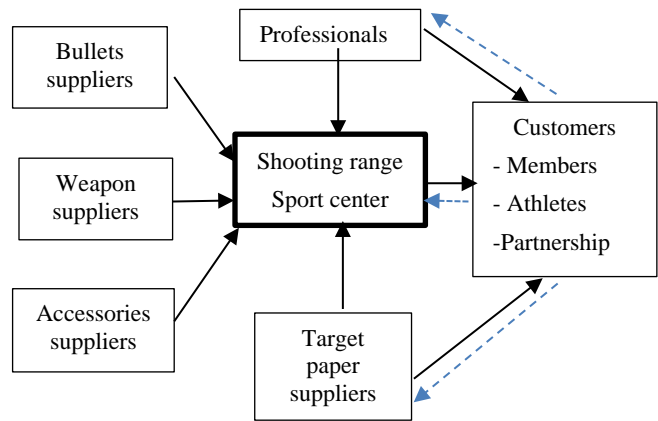 Professionals
Bullets
suppliers
Customers
- Members
- Athletes
-Partnership
Shooting range
Sport center
Weapon
suppliers
Accessories
suppliers
Target
paper
suppliers